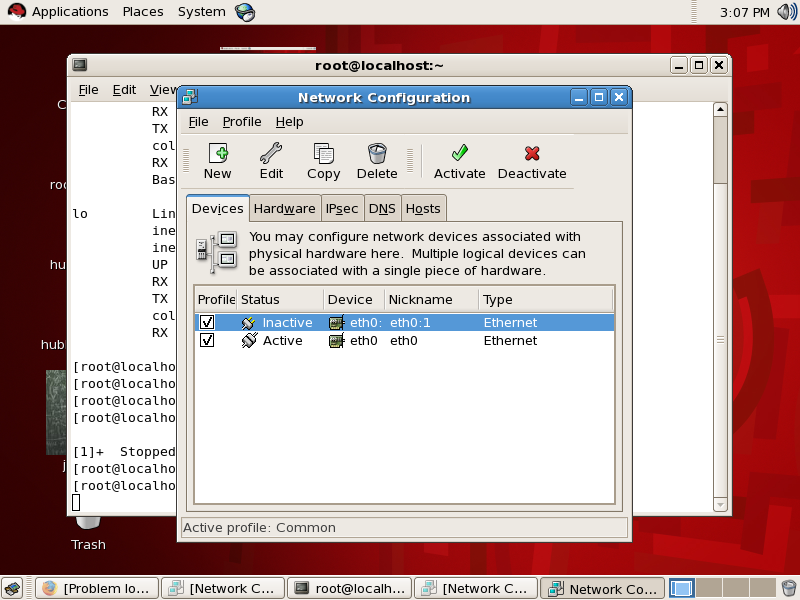 Applications Places System 3:07 PM
root@localhost:~
File Edit View
Network Configuration
File Profile Help
New Edit Copy Delete Activate Deactivate
Devices Hardware IPsec DNS Hosts
You may configure network devices associated with
physical hardware here. Multiple logical devices can
be associated with a single piece of hardware.
Profile Status Device Nickname Type
Inactive eth0: eth0:1 Ethernet
Active eth0 eth0 Ethernet
Active profile: Common
RX
TX
col
RX
Bas
lo Lin
ine
ine
UP
RX
TX
col
RX
[root@localho
[root@localho
[root@localho
[root@localho
[1]+ Stopped
[root@localho
[root@localho
C
roo
hu
hubl
j
Trash
[Problem lo... [Network C... root@localh... [Network C... Network Co...